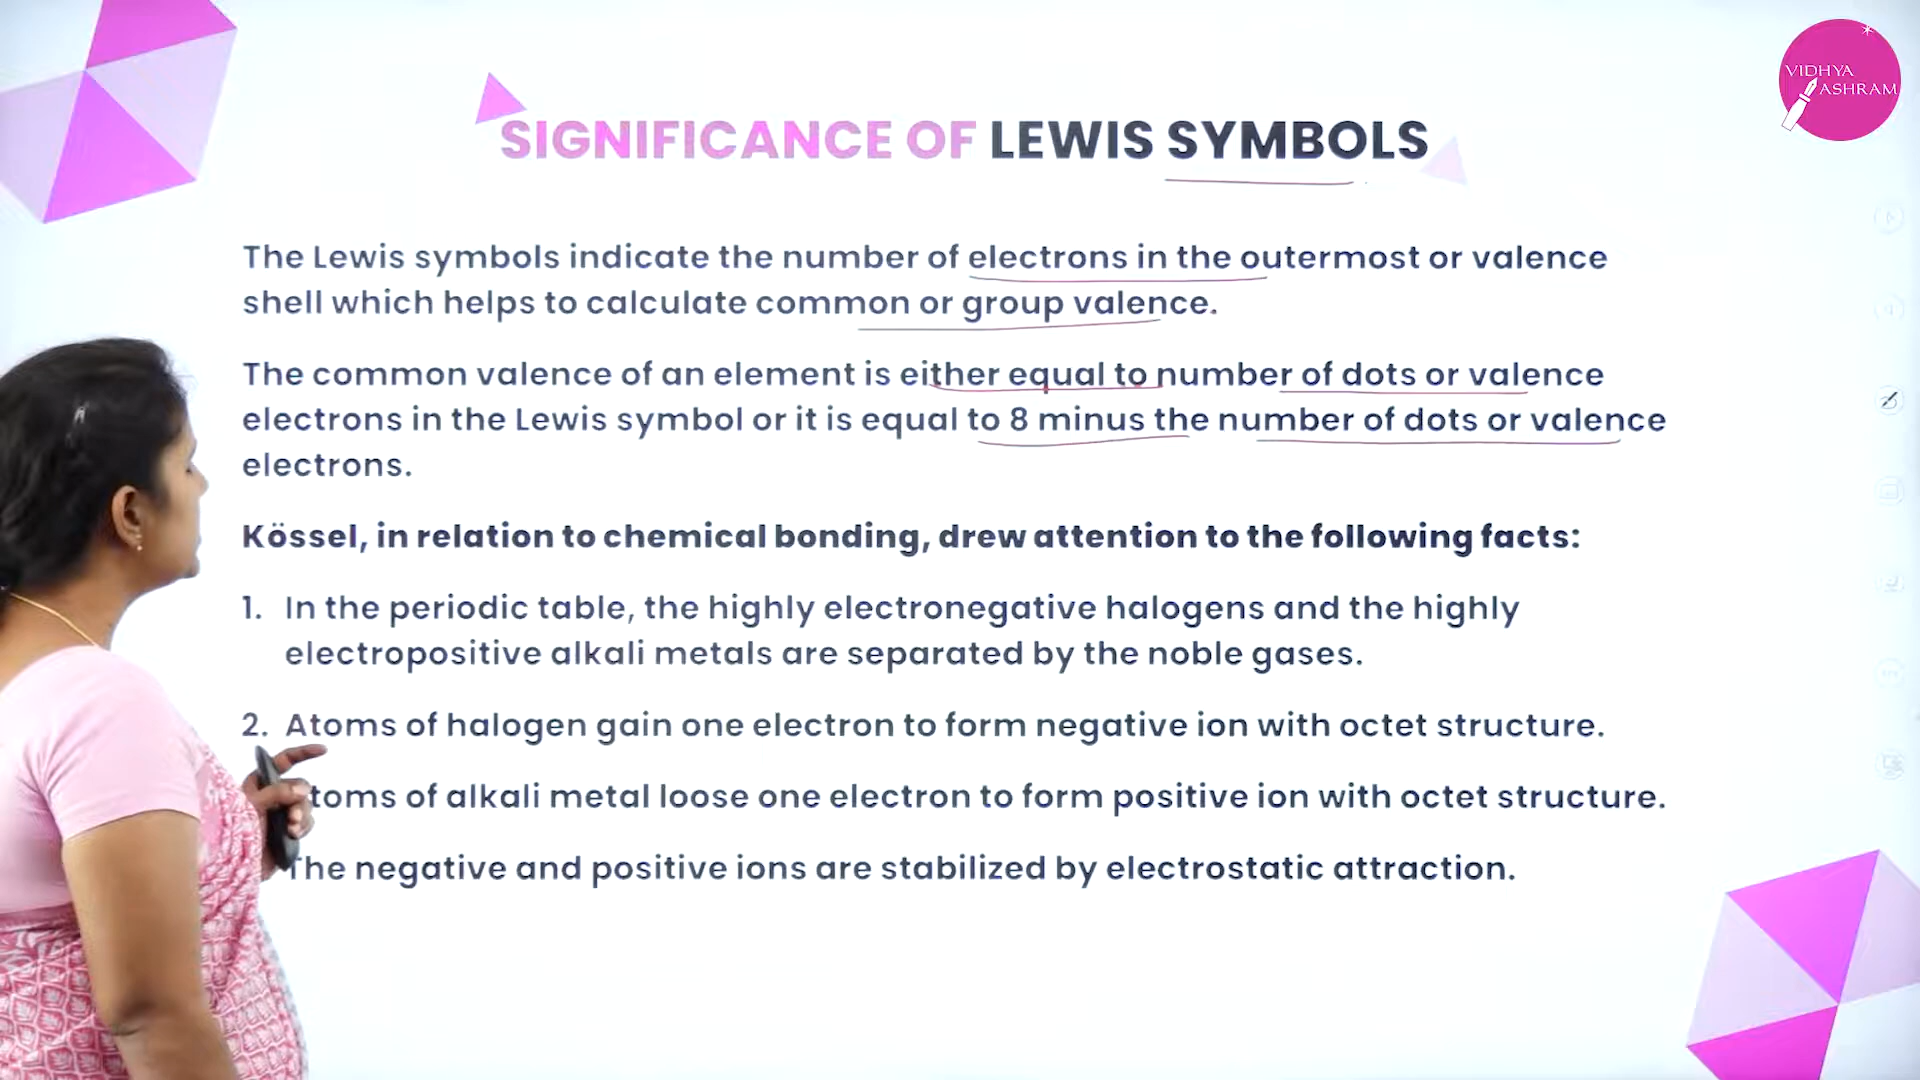 VIDHYA
ASHRAM
SIGNIFICANCE OF LEWIS SYMBOLS
The Lewis symbols indicate the number of electrons in the outermost or valence
shell which helps to calculate common or group valence.
The common valence of an element is either equal to number of dots or valence
electrons in the Lewis symbol or it is equal to 8 minus the number of dots or valence
electrons.
Kössel, in relation to chemical bonding, drew attention to the following facts:
1. In the periodic table, the highly electronegative halogens and the highly
electropositive alkali metals are separated by the noble gases.
2. Atoms of halogen gain one electron to form negative ion with octet structure.
toms of alkali metal loose one electron to form positive ion with octet structure.
The negative and positive ions are stabilized by electrostatic attraction.